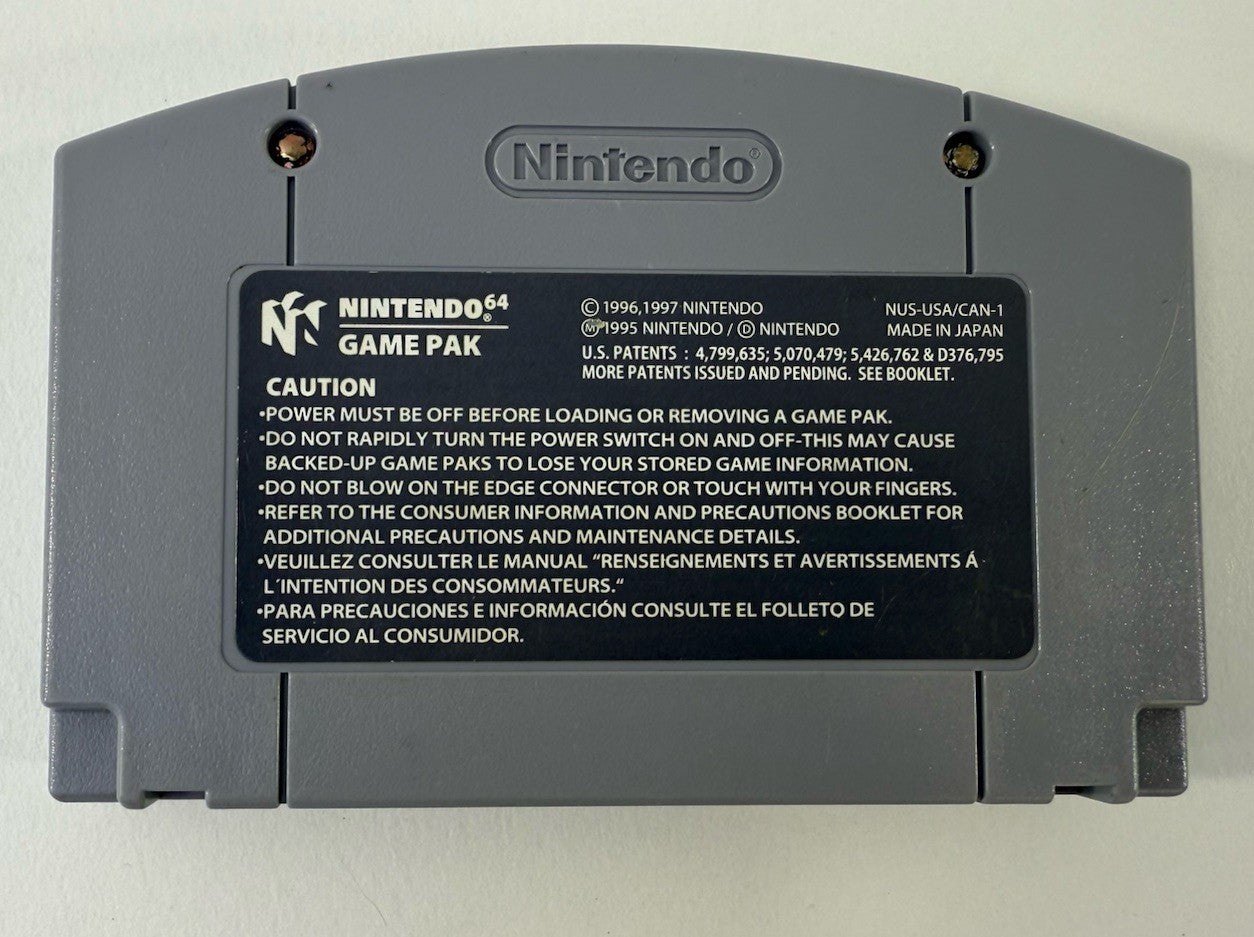 Nintendo®
NINTENDO⁶⁴®
GAME PAK
© 1996,1997 NINTENDO
Ⓜ 1995 NINTENDO / Ⓓ NINTENDO
NUS-USA/CAN-1
MADE IN JAPAN
U.S. PATENTS : 4,799,635; 5,070,479; 5,426,762 & D376,795
MORE PATENTS ISSUED AND PENDING. SEE BOOKLET.
CAUTION
•POWER MUST BE OFF BEFORE LOADING OR REMOVING A GAME PAK.
•DO NOT RAPIDLY TURN THE POWER SWITCH ON AND OFF-THIS MAY CAUSE
BACKED-UP GAME PAKS TO LOSE YOUR STORED GAME INFORMATION.
•DO NOT BLOW ON THE EDGE CONNECTOR OR TOUCH WITH YOUR FINGERS.
•REFER TO THE CONSUMER INFORMATION AND PRECAUTIONS BOOKLET FOR
ADDITIONAL PRECAUTIONS AND MAINTENANCE DETAILS.
•VEUILLEZ CONSULTER LE MANUAL “RENSEIGNEMENTS ET AVERTISSEMENTS Á
L´INTENTION DES CONSOMMATEURS.“
•PARA PRECAUCIONES E INFORMACIÓN CONSULTE EL FOLLETO DE
SERVICIO AL CONSUMIDOR.